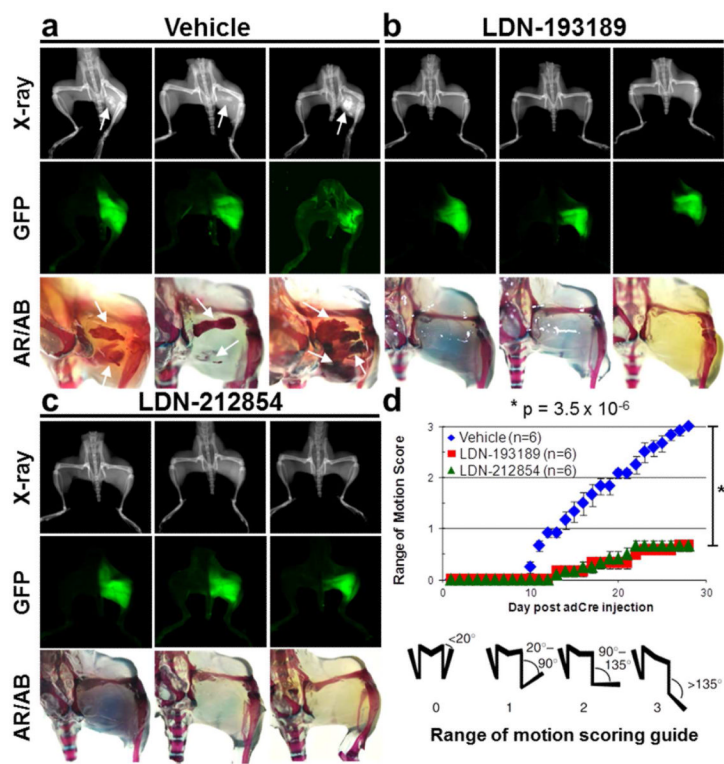 a Vehicle
b LDN-193189
X-ray
GFP
AR/AB
c LDN-212854
X-ray
GFP
AR/AB
d
* p = 3.5 x 10-6
Vehicle (n=6)
LDN-193189 (n=6)
LDN-212854 (n=6)
Range of Motion Score
3
2
1
0
*
0 10 20 30
Day post adCre injection
<20°
20°–
90°
90°–
135°
>135°
0 1 2 3
Range of motion scoring guide